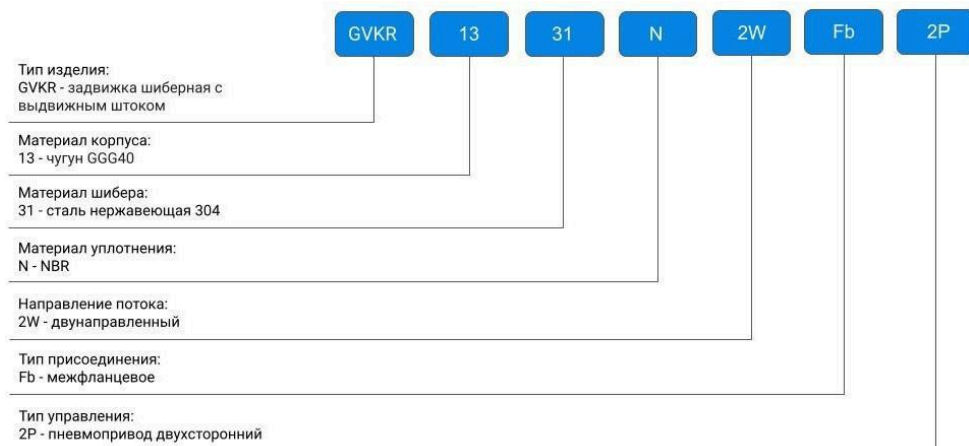 GVKR 13 31 N 2W Fb 2P
Тип изделия:
GVKR - задвижка шиберная с
выдвижным штоком
Материал корпуса:
13 - чугун GGG40
Материал шибера:
31 - сталь нержавеющая 304
Материал уплотнения:
N - NBR
Направление потока:
2W - двунаправленный
Тип присоединения:
Fb - межфланцевое
Тип управления:
2P - пневмопривод двухсторонний